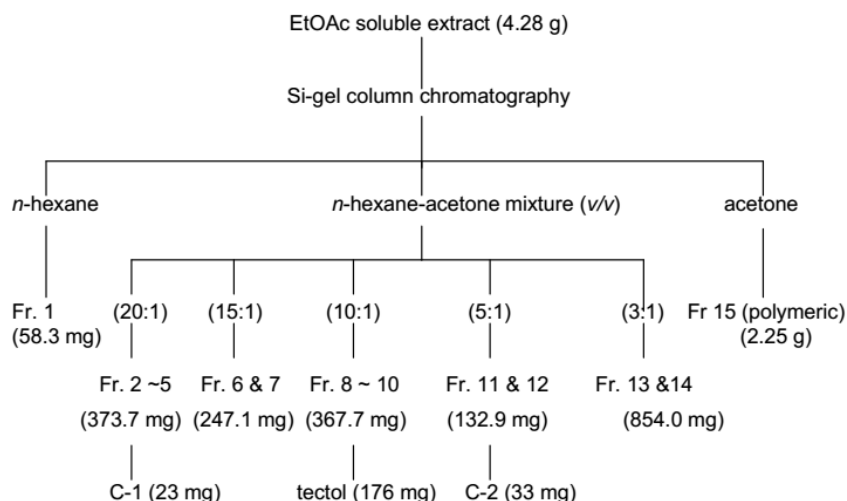 EtOAc soluble extract (4.28 g)
Si-gel column chromatography
n-hexane n-hexane-acetone mixture (v/v) acetone
Fr. 1 (20:1) (15:1) (10:1) (5:1) (3:1) Fr 15 (polymeric)
(58.3 mg) (2.25 g)
Fr. 2 ~5 Fr. 6 & 7 Fr. 8 ~ 10 Fr. 11 & 12 Fr. 13 &14
(373.7 mg) (247.1 mg) (367.7 mg) (132.9 mg) (854.0 mg)
C-1 (23 mg) tectol (176 mg) C-2 (33 mg)